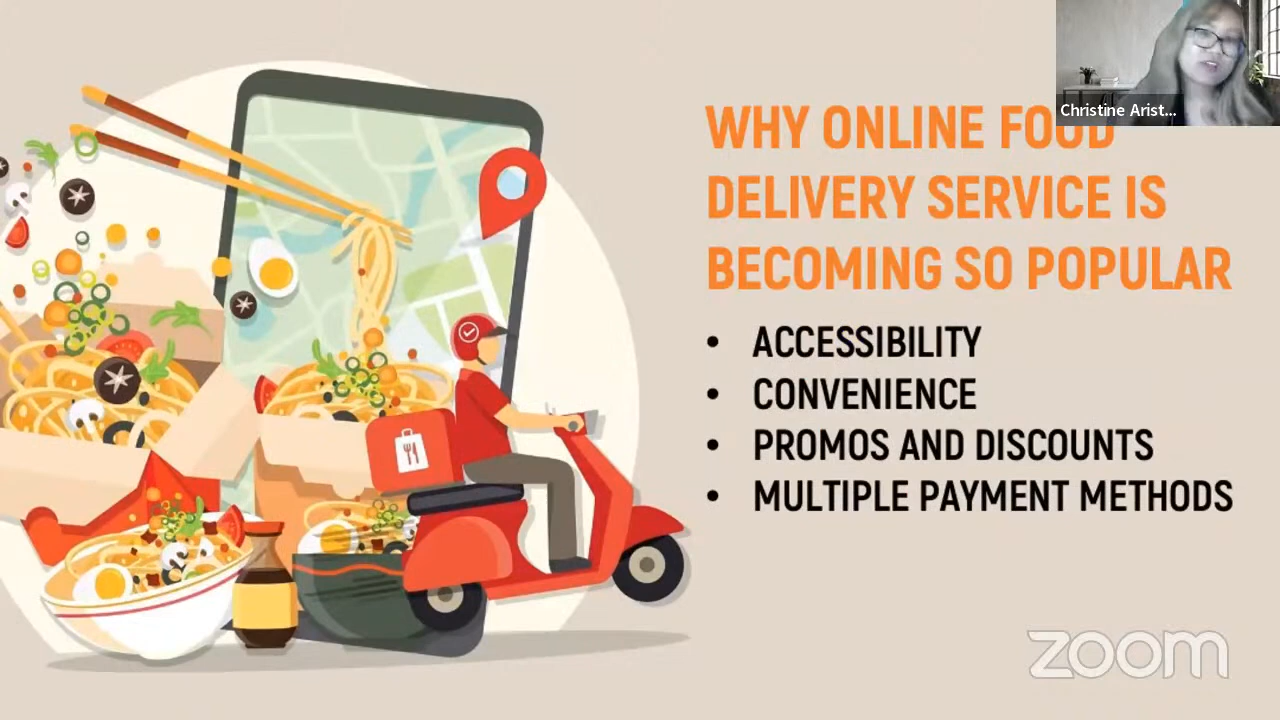 Christine Arist...
WHY ONLINE FOOD
DELIVERY SERVICE IS
BECOMING SO POPULAR
• ACCESSIBILITY
• CONVENIENCE
• PROMOS AND DISCOUNTS
• MULTIPLE PAYMENT METHODS
zoom